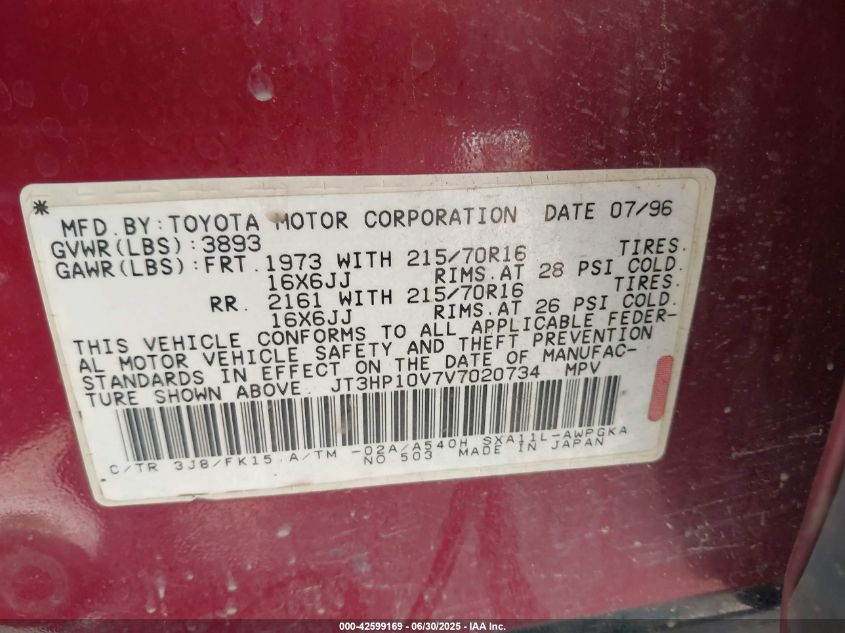 * MFD.BY:TOYOTA MOTOR CORPORATION DATE 07/96
GVWR(LBS):3893
GAWR(LBS):FRT.1973 WITH 215/70R16 TIRES.
16X6JJ RIMS.AT 28 PSI COLD.
RR. 2161 WITH 215/70R16 TIRES.
16X6JJ RIMS.AT 26 PSI COLD.
THIS VEHICLE CONFORMS TO ALL APPLICABLE FEDER-
AL MOTOR VEHICLE SAFETY AND THEFT PREVENTION
STANDARDS IN EFFECT ON THE DATE OF MANUFAC-
TURE SHOWN ABOVE. JT3HP10V7V7020734 MPV
C/TR 3J8/FK15 A/TM -02A/A540H SXA11L-AWPGKA
NO 503 MADE IN JAPAN
000-42599169 - 06/30/2025 - IAA Inc.